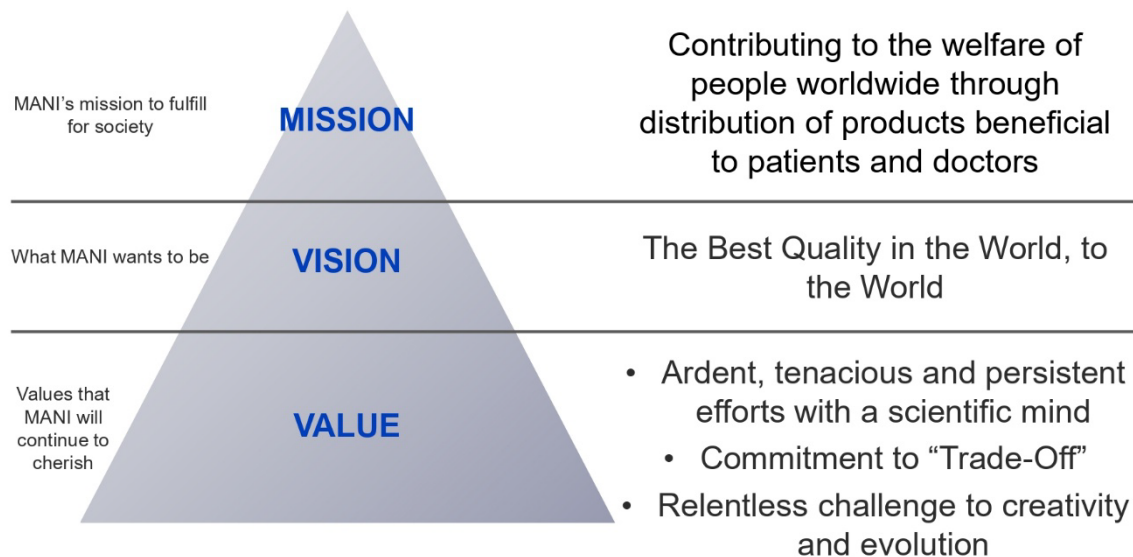 MANI's mission to fulfill
for society
MISSION
Contributing to the welfare of
people worldwide through
distribution of products beneficial
to patients and doctors
What MANI wants to be
VISION
The Best Quality in the World, to
the World
Values that
MANI will
continue to
cherish
VALUE
• Ardent, tenacious and persistent
efforts with a scientific mind
• Commitment to “Trade-Off”
• Relentless challenge to creativity
and evolution